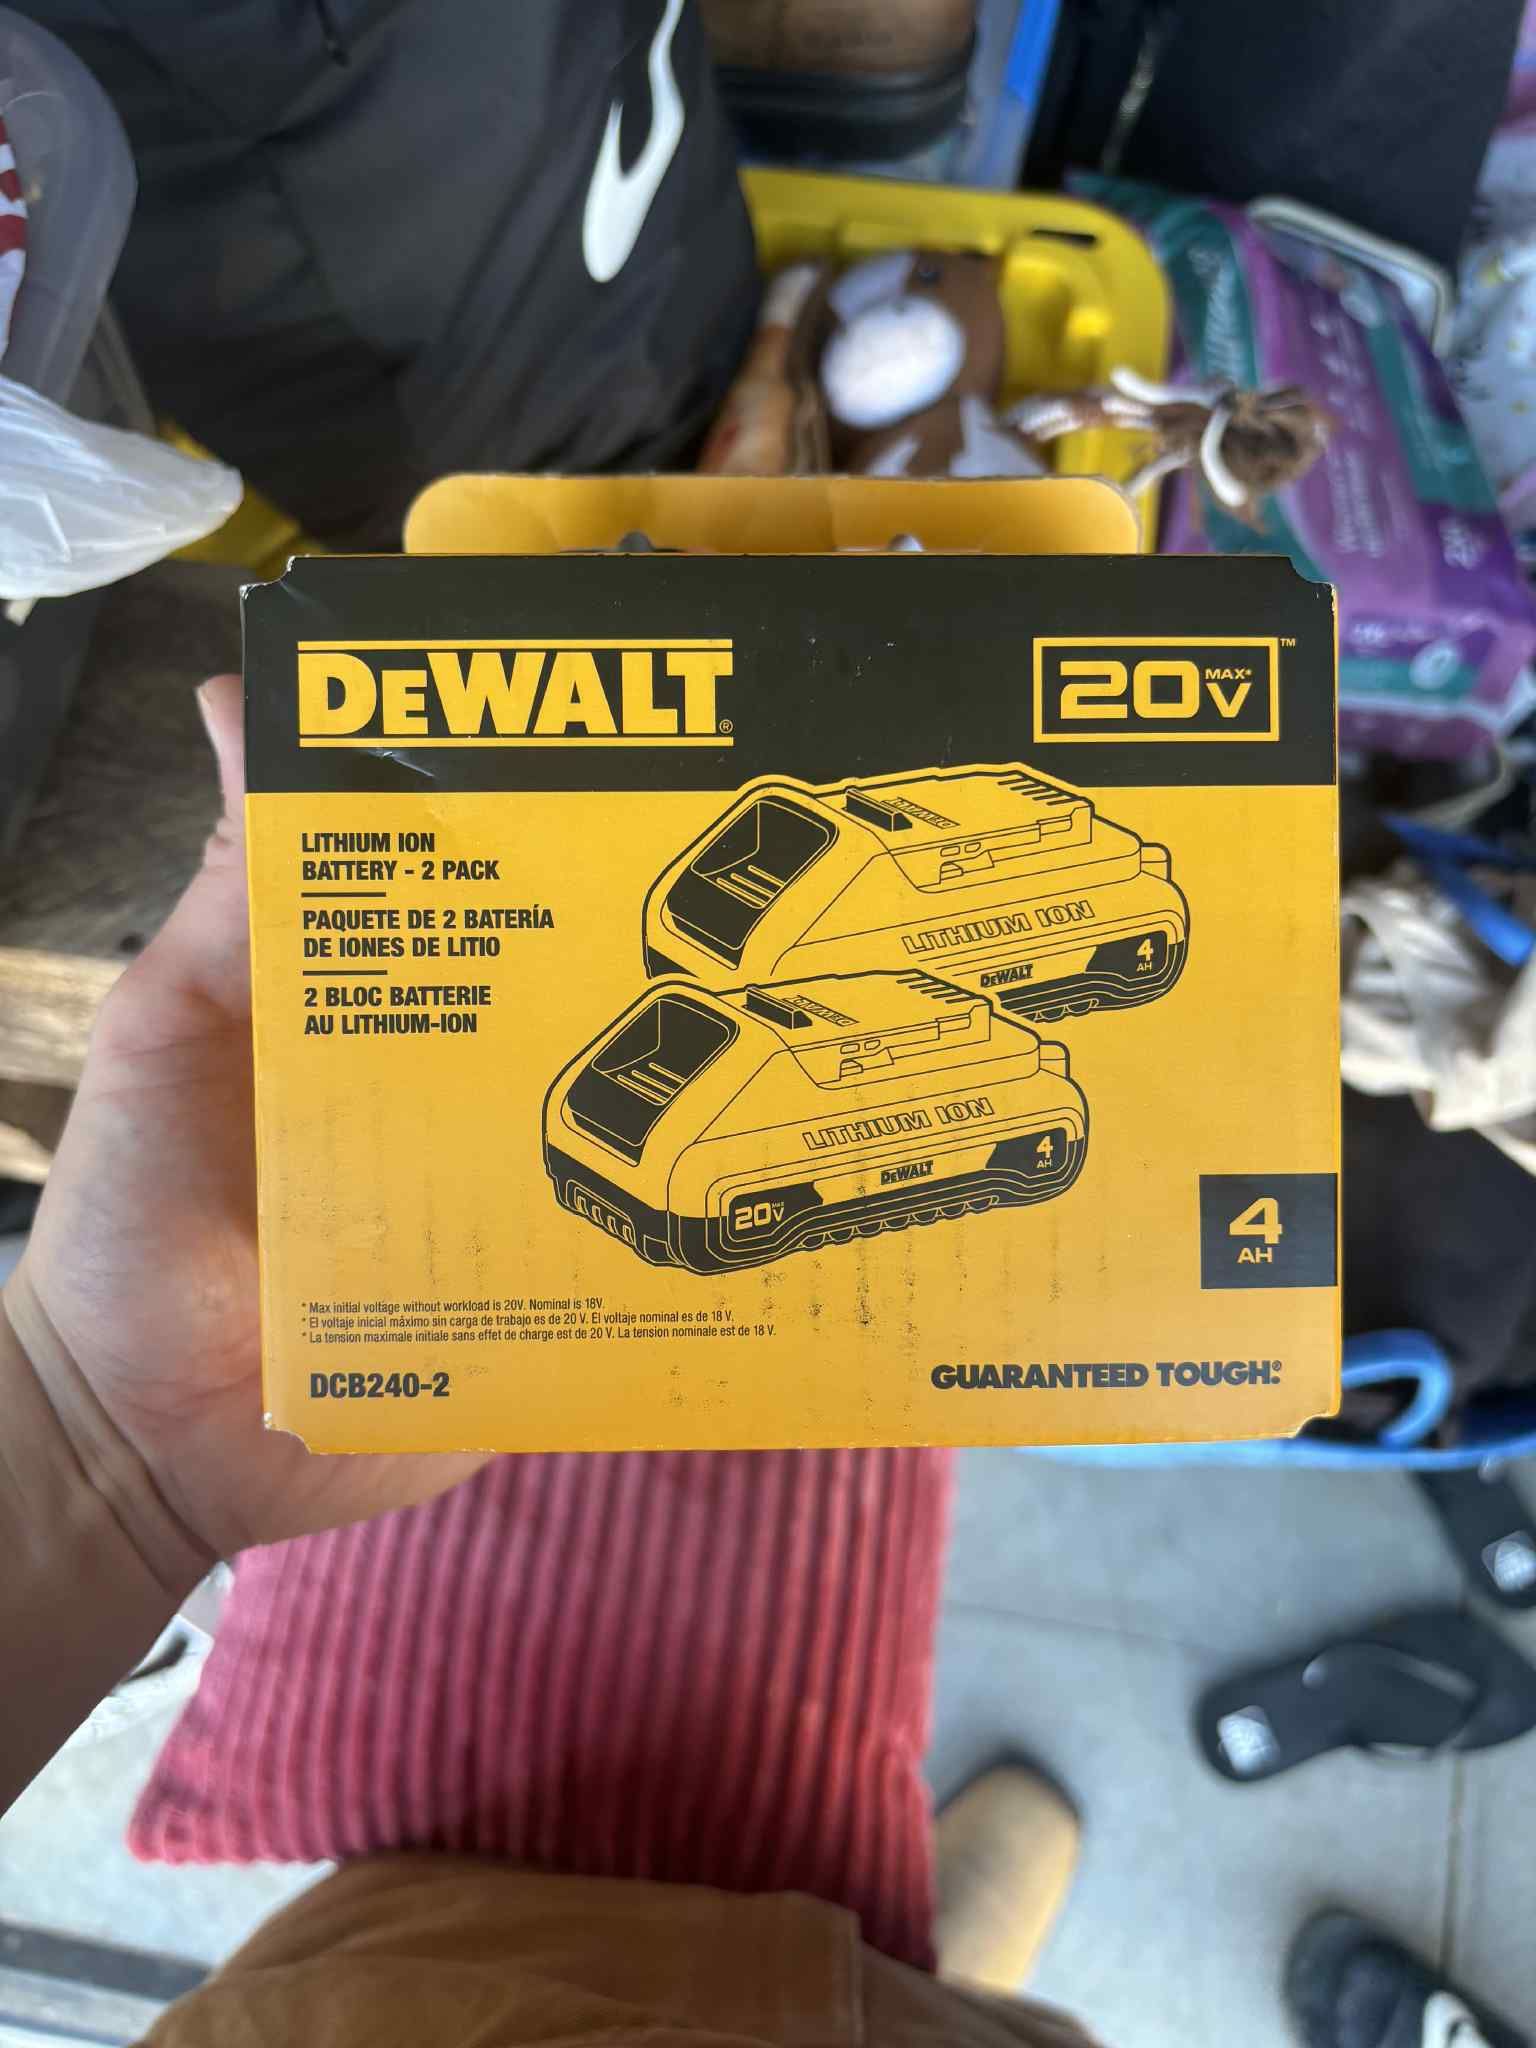 DEWALT®
20V MAX* ™
LITHIUM ION
BATTERY - 2 PACK
PAQUETE DE 2 BATERÍA
DE IONES DE LITIO
2 BLOC BATTERIE
AU LITHIUM-ION
DEWALT
LITHIUM ION
DEWALT
4
AH
DEWALT
LITHIUM ION
DEWALT
4
AH
20V MAX
4
AH
* Max initial voltage without workload is 20V. Nominal is 18V.
* El voltaje inicial máximo sin carga de trabajo es de 20 V. El voltaje nominal es de 18 V.
* La tension maximale initiale sans effet de charge est de 20 V. La tension nominale est de 18 V.
DCB240-2
GUARANTEED TOUGH.®